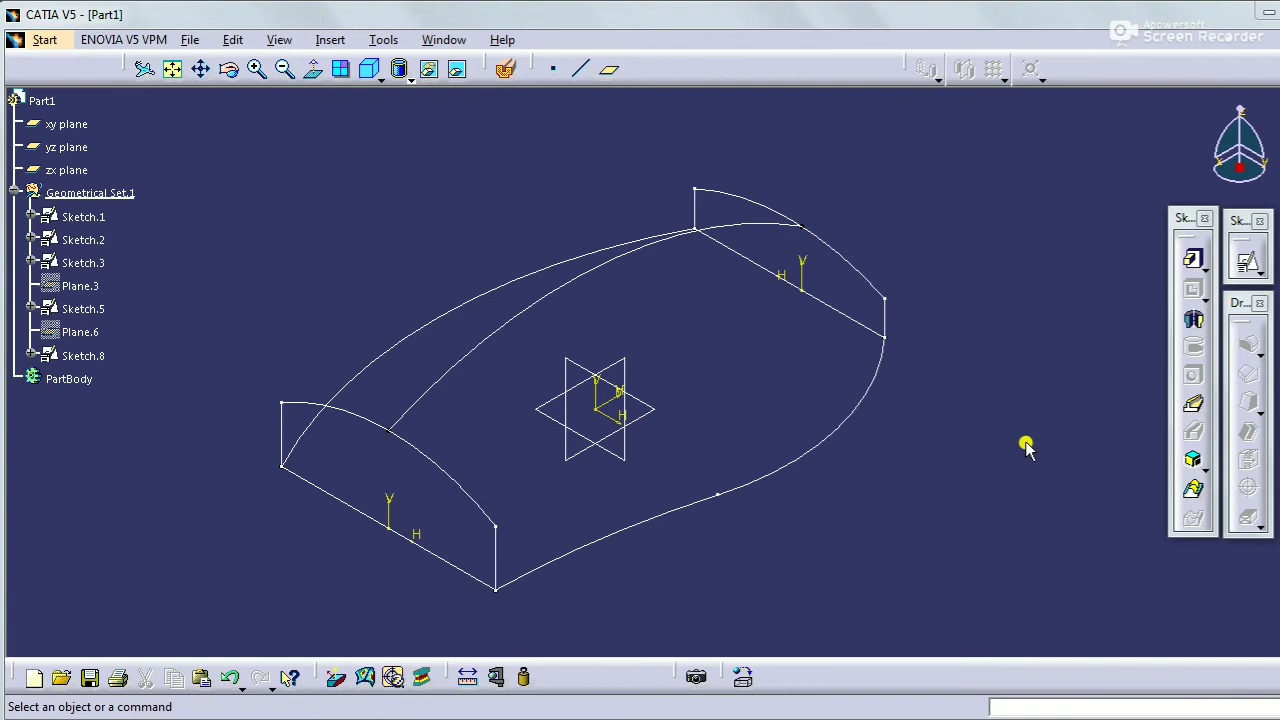 CATIA V5 - [Part1]
Apowersoft
Screen Recorder
Start ENOVIA V5 VPM File Edit View Insert Tools Window Help
Part1
xy plane
yz plane
zx plane
Geometrical Set.1
Sketch.1
Sketch.2
Sketch.3
Plane.3
Sketch.5
Plane.6
Sketch.8
PartBody
Sk...
Sk...
Dr...
V
H
V
H
V
H
Select an object or a command